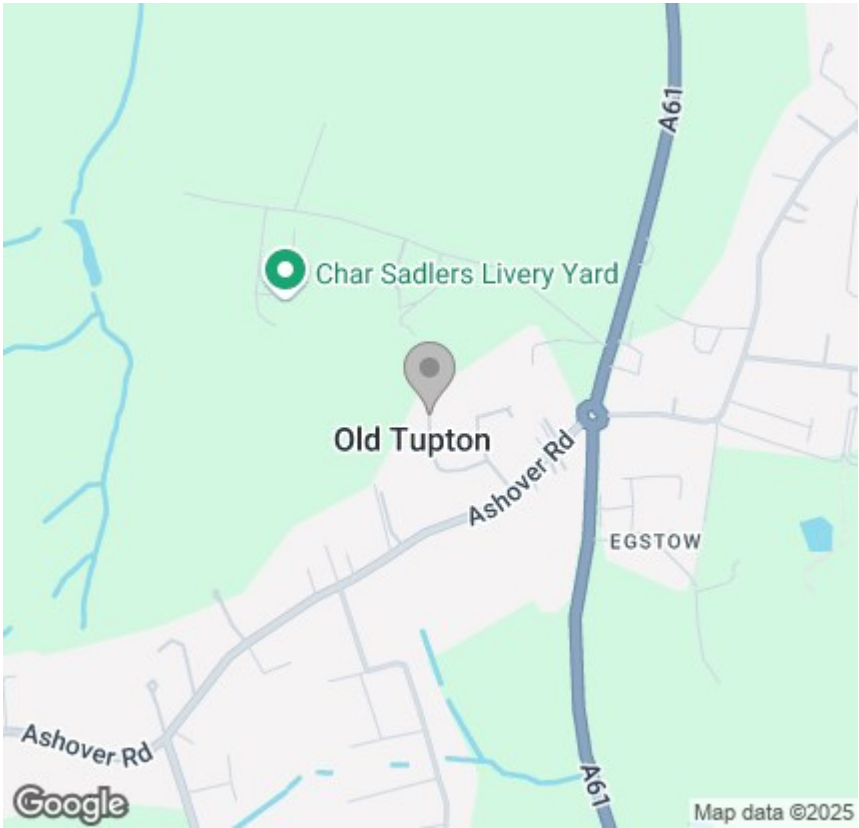 A61
Char Sadlers Livery Yard
Old Tupton
Ashover Rd
EGSTOW
Ashover Rd
A61
Google
Map data ©2025